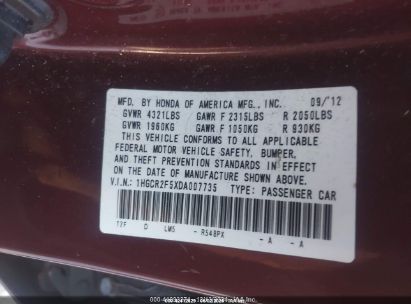 MFD. BY HONDA OF AMERICA MFG., INC. 09/12
GVWR 4321LBS GAWR F 2315LBS R 2050LBS
GVWR 1960KG GAWR F 1050KG R 930KG
THIS VEHICLE CONFORMS TO ALL APPLICABLE
FEDERAL MOTOR VEHICLE SAFETY, BUMPER,
AND THEFT PREVENTION STANDARDS IN EFFECT
ON THE DATE OF MANUFACTURE SHOWN ABOVE.
V.I.N.: 1HGCR2F5XDA007735 TYPE: PASSENGER CAR
T2F D LM5 - R548PX - A - A